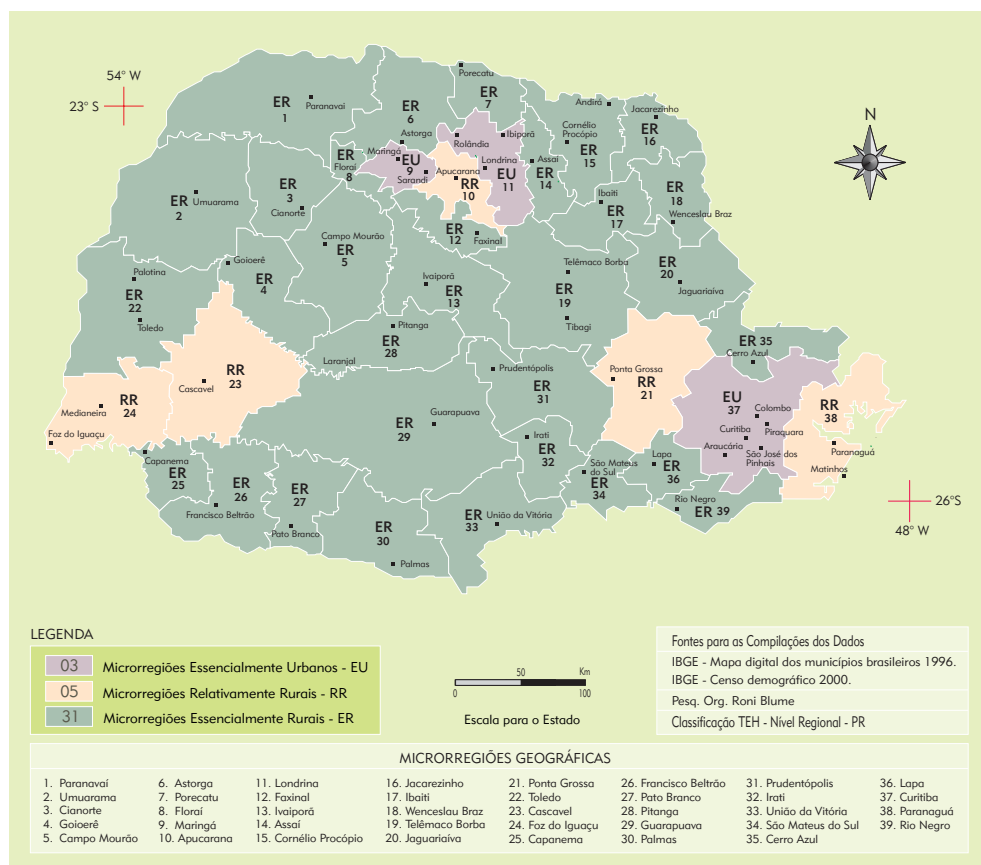 54° W
23° S
N
Porecatu
ER
7
ER
1
Paranavaí
ER
6
Astorga
Andirá
Jacarezinho
ER
16
Cornélio
Procópio
ER
15
Rolândia
Ibiporã
Maringá
EU
9
Sarandi
ER
Floraí
8
Londrina
EU
11
Apucarana
RR
10
Assaí
ER
14
ER
2
Umuarama
ER
3
Cianorte
Ibaiti
ER
17
ER
18
Wenceslau Braz
ER
12
Faxinal
Campo Mourão
ER
5
Goioerê
ER
4
Palotina
ER
22
Toledo
Ivaiporã
ER
13
Telêmaco Borba
ER
19
Tibagi
ER
20
Jaguariaíva
Pitanga
ER
28
Laranjal
ER 35
Cerro Azul
RR
23
Cascavel
RR
24
Medianeira
Foz do Iguaçu
Prudentópolis
ER
31
Ponta Grossa
RR
21
EU
37
Colombo
Curitiba
Piraquara
Araucária
São José dos
Pinhais
RR
38
Paranaguá
Matinhos
Guarapuava
ER
29
Irati
ER
32
Capanema
ER
25
ER
26
Francisco Beltrão
ER
27
Pato Branco
São Mateus
do Sul
ER
34
Lapa
ER
36
Rio Negro
ER 39
26°S
48° W
ER
33
União da Vitória
ER
30
Palmas
LEGENDA
03 Microrregiões Essencialmente Urbanos - EU
05 Microrregiões Relativamente Rurais - RR
31 Microrregiões Essencialmente Rurais - ER
50 Km
0 100
Escala para o Estado
Fontes para as Compilações dos Dados
IBGE - Mapa digital dos municípios brasileiros 1996.
IBGE - Censo demográfico 2000.
Pesq. Org. Roni Blume
Classificação TEH - Nível Regional - PR
MICRORREGIÕES GEOGRÁFICAS
1. Paranavaí
2. Umuarama
3. Cianorte
4. Goioerê
5. Campo Mourão
6. Astorga
7. Porecatu
8. Floraí
9. Maringá
10. Apucarana
11. Londrina
12. Faxinal
13. Ivaiporã
14. Assaí
15. Cornélio Procópio
16. Jacarezinho
17. Ibaiti
18. Wenceslau Braz
19. Telêmaco Borba
20. Jaguariaíva
21. Ponta Grossa
22. Toledo
23. Cascavel
24. Foz do Iguaçu
25. Capanema
26. Francisco Beltrão
27. Pato Branco
28. Pitanga
29. Guarapuava
30. Palmas
31. Prudentópolis
32. Irati
33. União da Vitória
34. São Mateus do Sul
35. Cerro Azul
36. Lapa
37. Curitiba
38. Paranaguá
39. Rio Negro